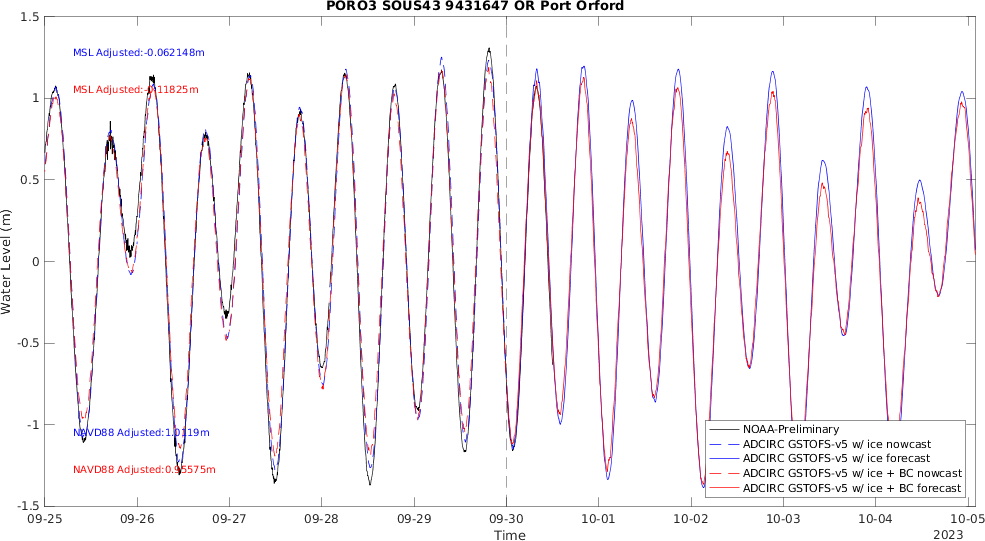 PORO3 SOUS43 9431647 OR Port Orford
1.5
1
0.5
0
-0.5
-1
-1.5
Water Level (m)
MSL Adjusted:-0.062148m
MSL Adjusted:-0.11825m
NAVD88 Adjusted:1.0119m
NAVD88 Adjusted:0.95575m
NOAA-Preliminary
ADCIRC GSTOFS-v5 w/ ice nowcast
ADCIRC GSTOFS-v5 w/ ice forecast
ADCIRC GSTOFS-v5 w/ ice + BC nowcast
ADCIRC GSTOFS-v5 w/ ice + BC forecast
09-25 09-26 09-27 09-28 09-29 09-30 10-01 10-02 10-03 10-04 10-05
Time
2023